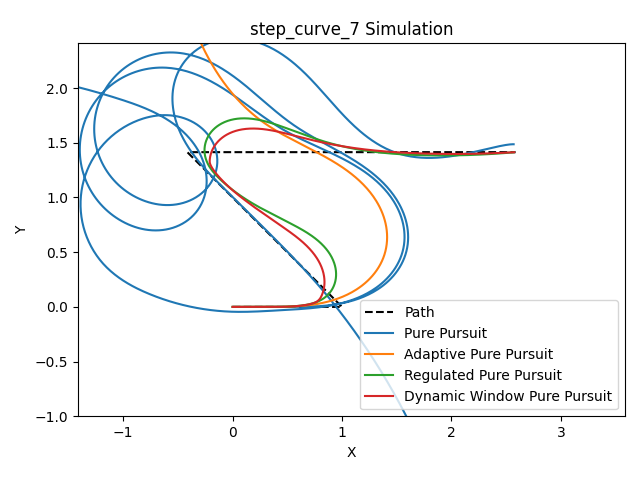 step_curve_7 Simulation
2.0
1.5
1.0
0.5
0.0
−0.5
−1.0
Y
−1
0
1
2
3
X
Path
Pure Pursuit
Adaptive Pure Pursuit
Regulated Pure Pursuit
Dynamic Window Pure Pursuit